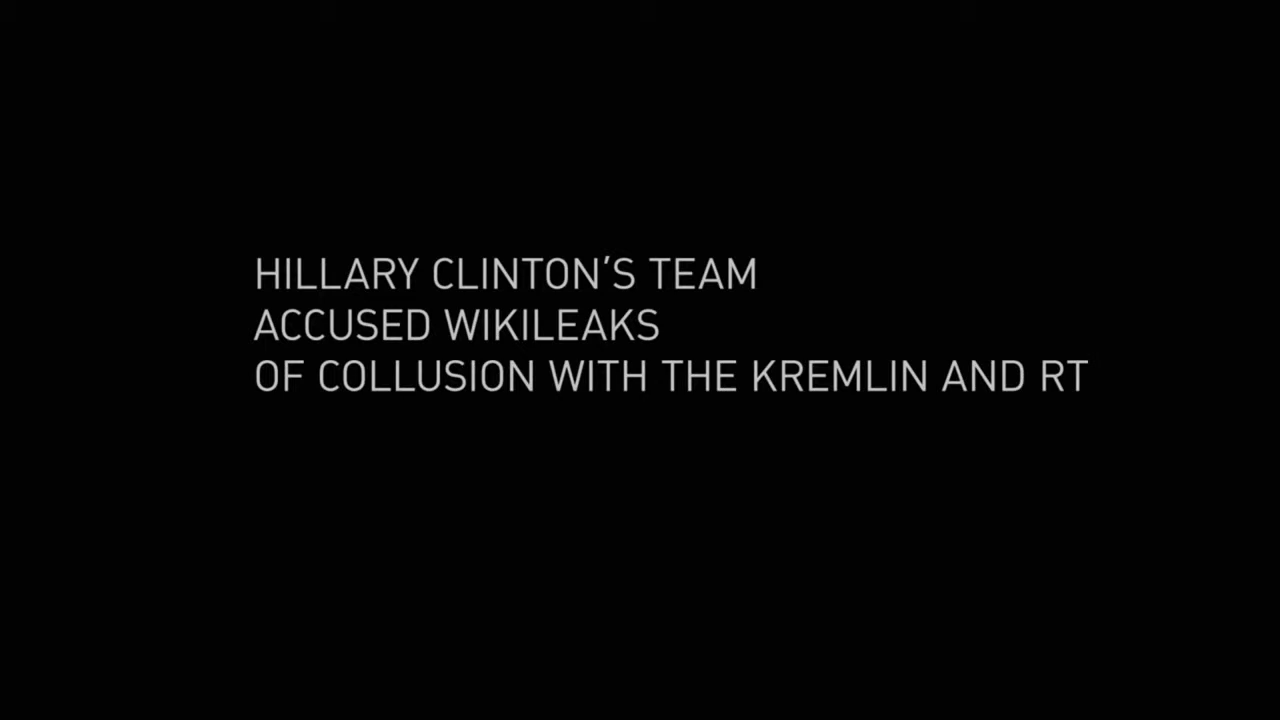 HILLARY CLINTON'S TEAM
ACCUSED WIKILEAKS
OF COLLUSION WITH THE KREMLIN AND RT